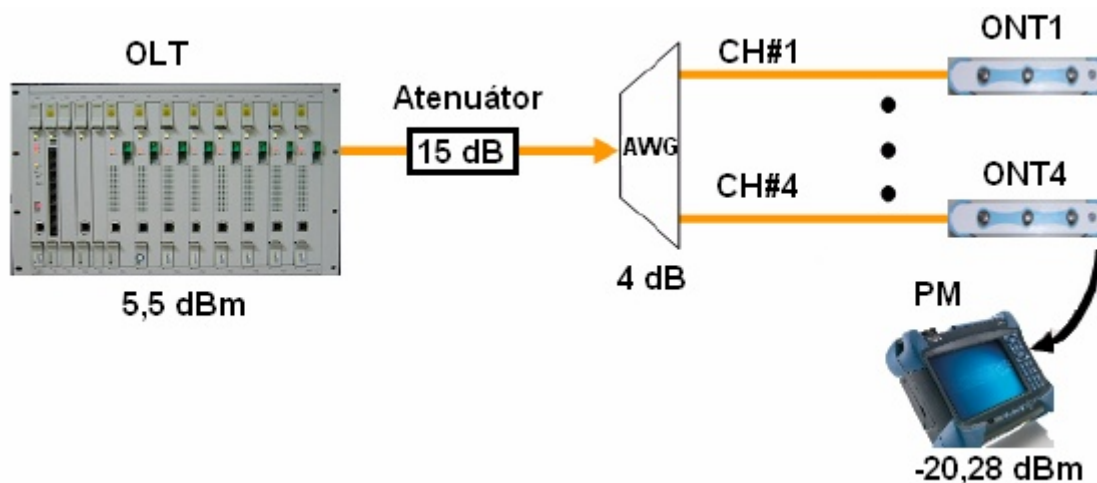 OLT
5,5 dBm
Atenuátor
15 dB
AWG
4 dB
CH#1
CH#4
ONT1
ONT4
PM
-20,28 dBm